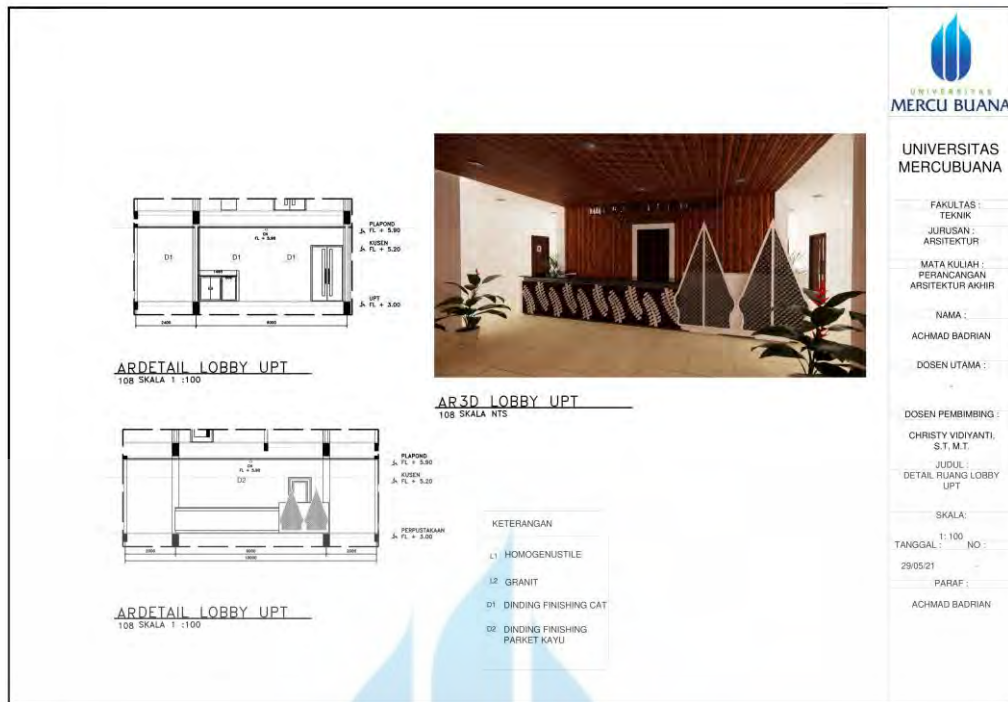 PLAPOND
FL + 5.90
KUSEN
FL + 5.20
D1
D1
D1
UPT
FL + 3.00
ARDETAIL LOBBY UPT
108 SKALA 1 :100
AR3D LOBBY UPT
108 SKALA NTS
PLAPOND
FL + 5.90
KUSEN
FL + 5.20
D2
PERPUSTAKAAN
FL + 3.00
ARDETAIL LOBBY UPT
108 SKALA 1 :100
KETERANGAN
L1 HOMOGENUSTILE
L2 GRANIT
D1 DINDING FINISHING CAT
D2 DINDING FINISHING
PARKET KAYU
UNIVERSITAS
MERCU BUANA
UNIVERSITAS
MERCUBUANA
FAKULTAS :
TEKNIK
JURUSAN :
ARSITEKTUR
MATA KULIAH :
PERANCANGAN
ARSITEKTUR AKHIR
NAMA :
ACHMAD BADRIAN
DOSEN UTAMA :
-
DOSEN PEMBIMBING :
CHRISTY VIDIYANTI,
S.T, M.T.
JUDUL :
DETAIL RUANG LOBBY
UPT
SKALA:
1: 100
TANGGAL : NO :
29/05/21 -
PARAF :
ACHMAD BADRIAN